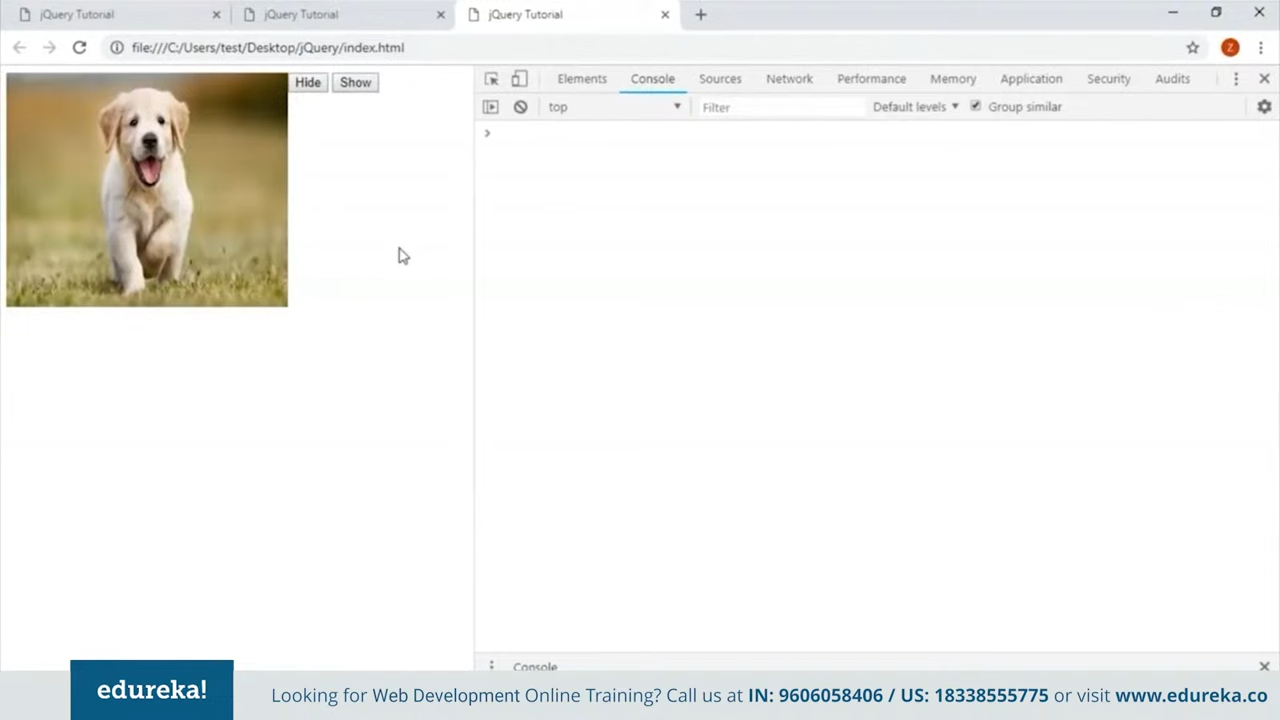 jQuery Tutorial
jQuery Tutorial
jQuery Tutorial
file:///C:/Users/test/Desktop/jQuery/index.html
Z
Hide Show
Elements Console Sources Network Performance Memory Application Security Audits
top Filter Default levels Group similar
Console
edureka!
Looking for Web Development Online Training? Call us at IN: 9606058406 / US: 18338555775 or visit www.edureka.co